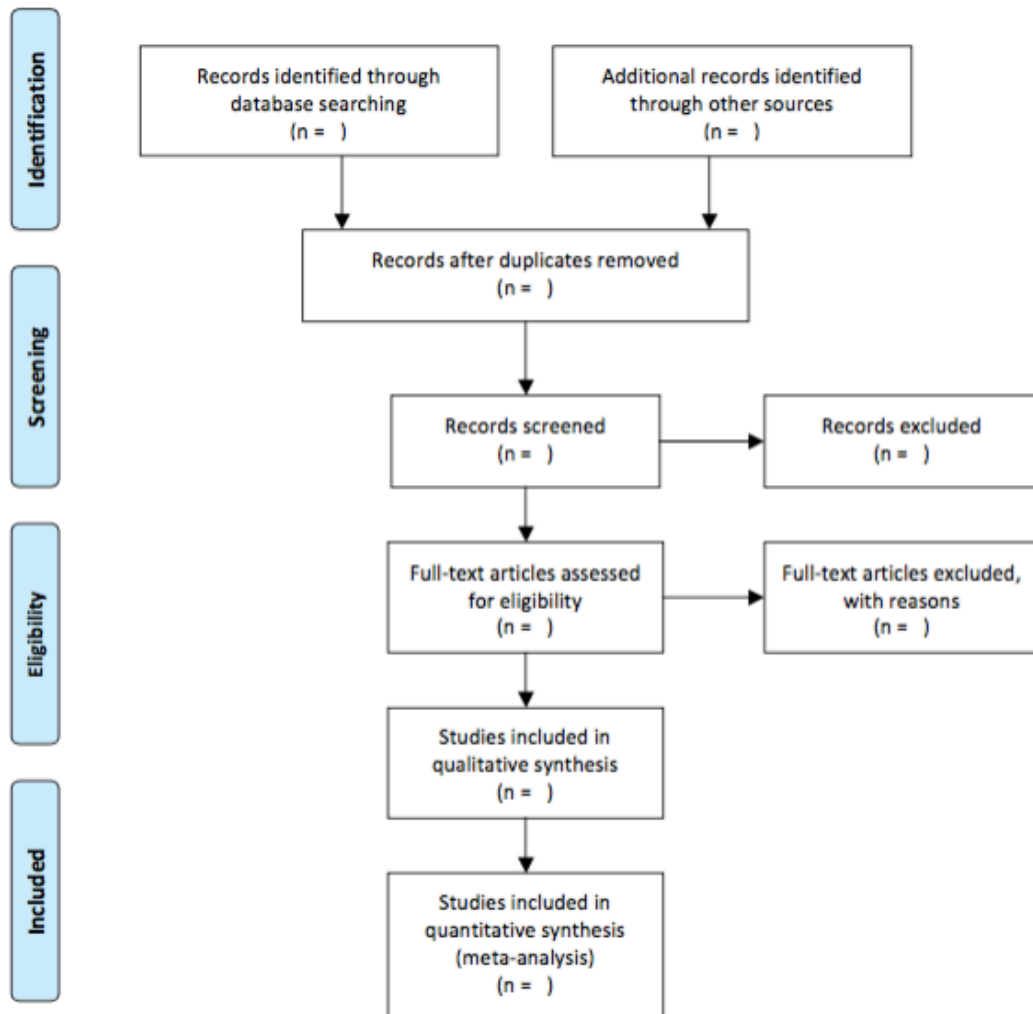 Identification
Records identified through
database searching
(n =   )
Additional records identified
through other sources
(n =   )
Records after duplicates removed
(n =   )
Screening
Records screened
(n =   )
Records excluded
(n =   )
Eligibility
Full-text articles assessed
for eligibility
(n =   )
Full-text articles excluded,
with reasons
(n =   )
Studies included in
qualitative synthesis
(n =   )
Included
Studies included in
quantitative synthesis
(meta-analysis)
(n =   )